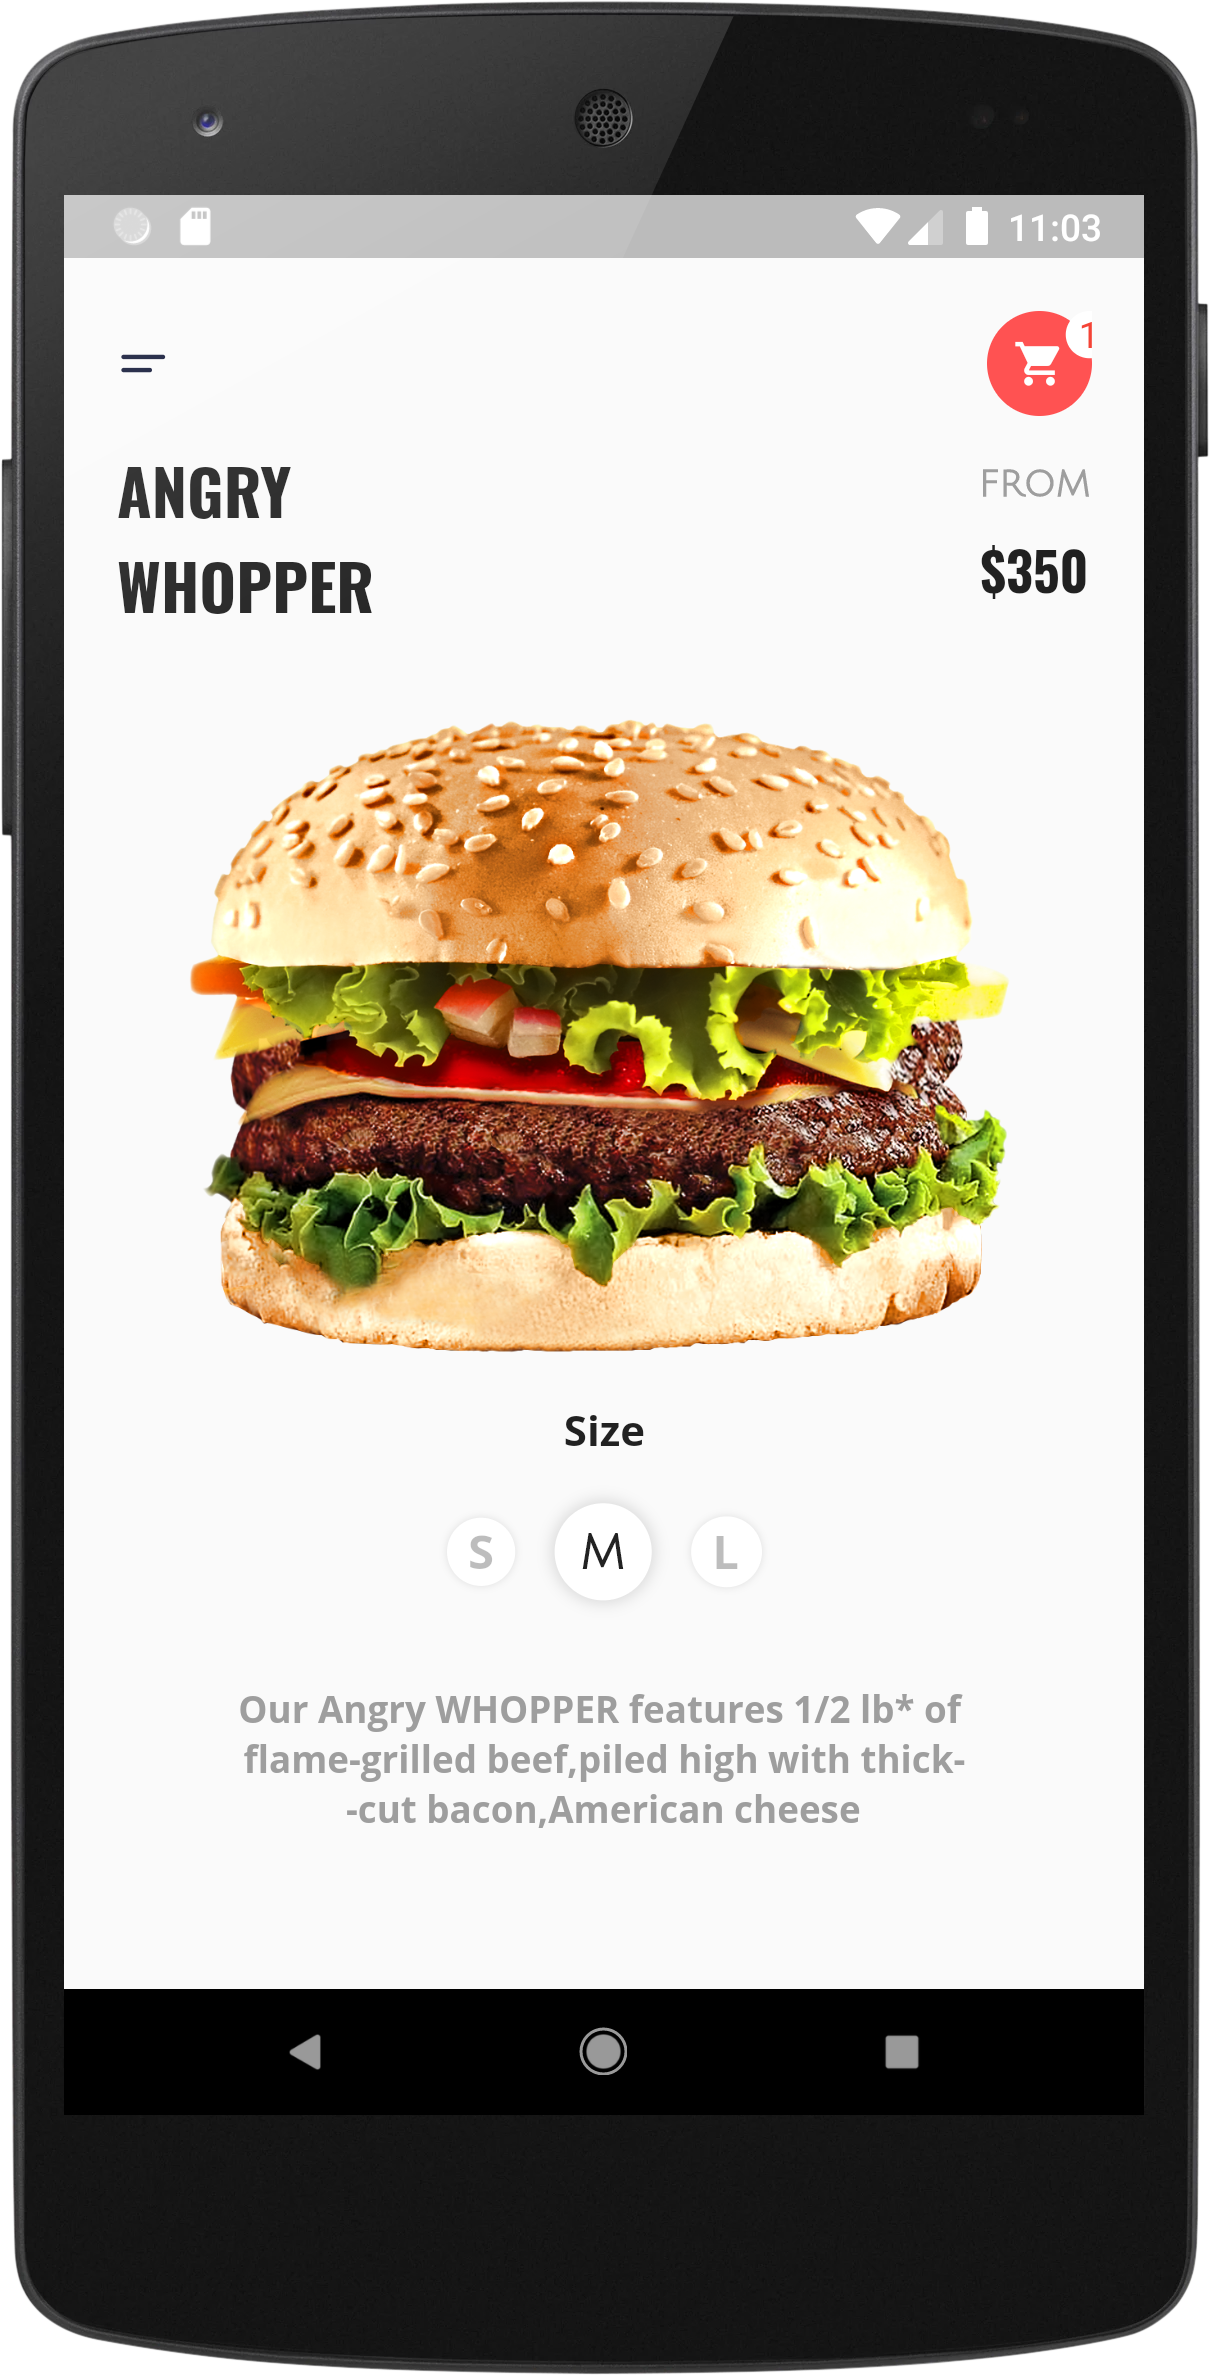 11:03
1
ANGRY
WHOPPER
FROM
$350
Size
S M L
Our Angry WHOPPER features 1/2 lb* of
flame-grilled beef,piled high with thick-
-cut bacon,American cheese